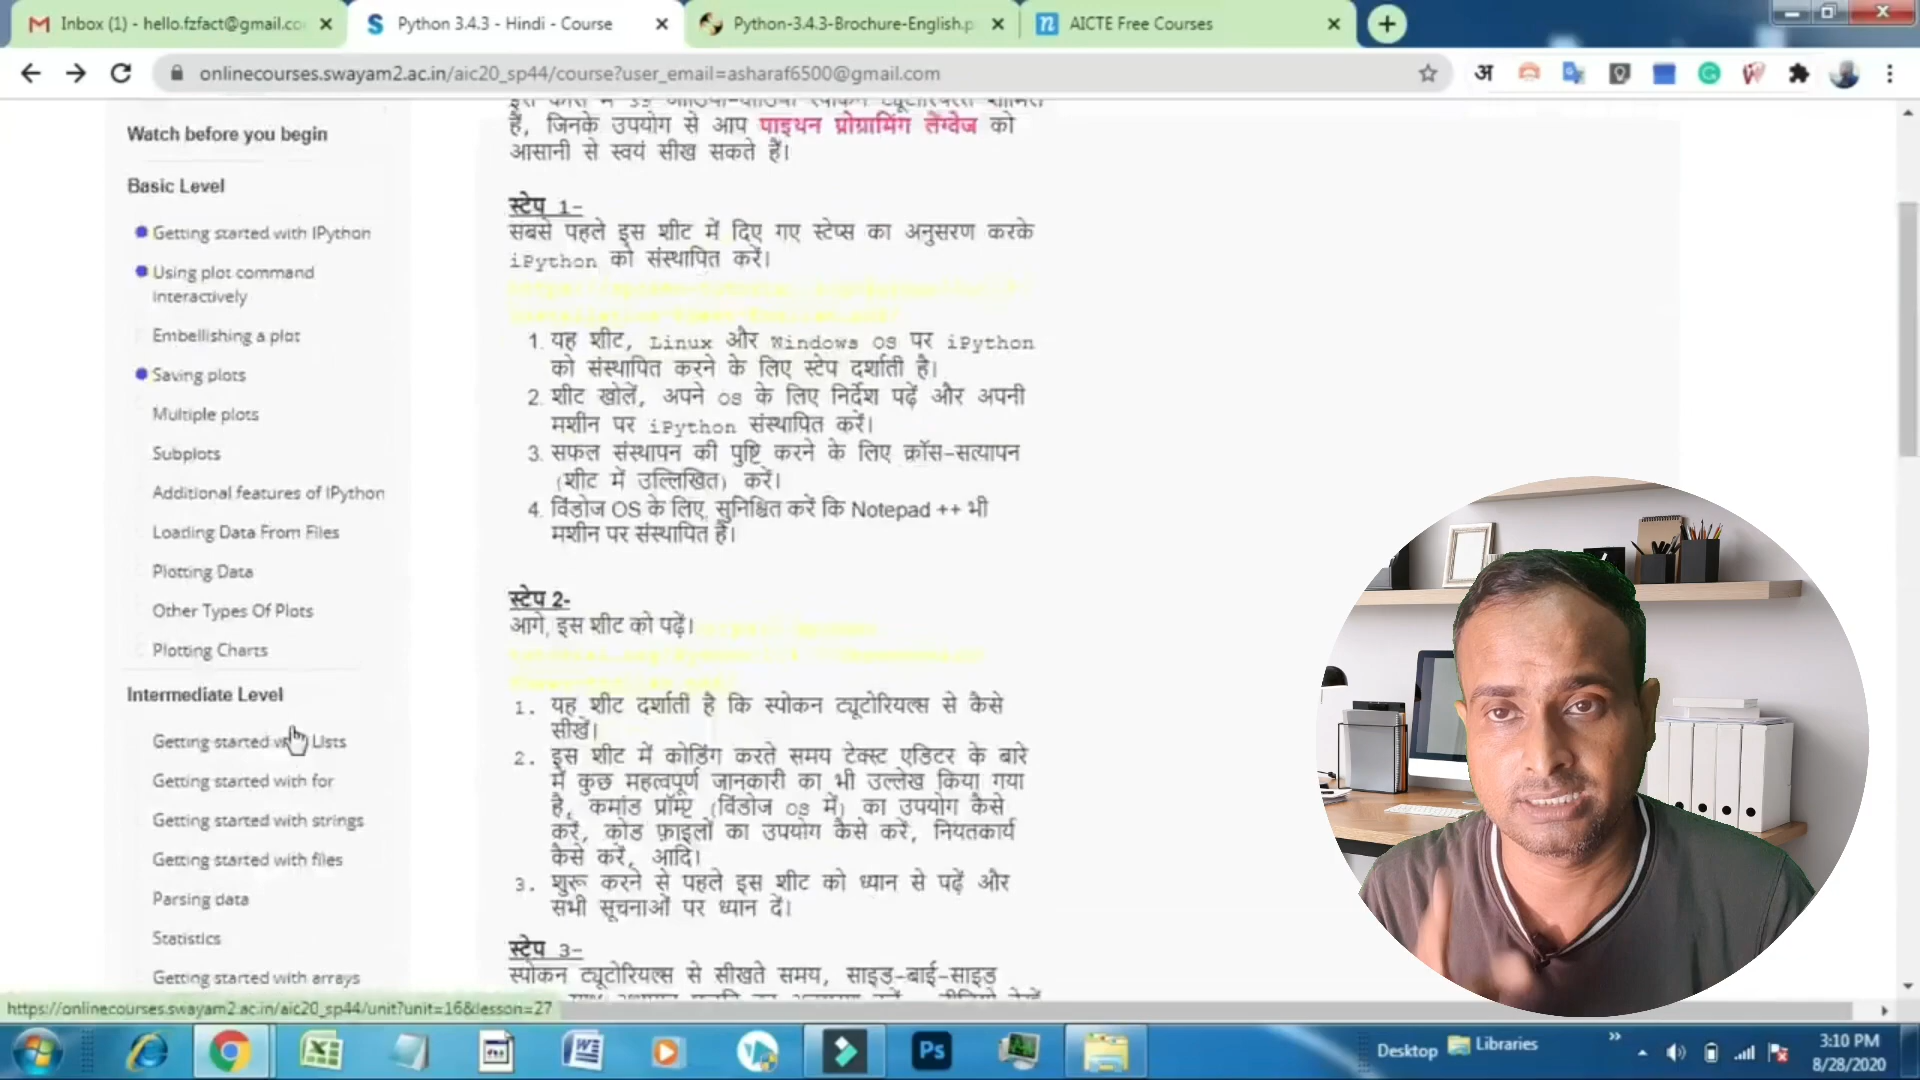 Inbox (1) - hello.fzfact@gmail.co
Python 3.4.3 - Hindi - Course
Python-3.4.3-Brochure-English.p
AICTE Free Courses
onlinecourses.swayam2.ac.in/aic20_sp44/course?user_email=asharaf6500@gmail.com
Watch before you begin
Basic Level
Getting started with IPython
Using plot command
interactively
Embellishing a plot
Saving plots
Multiple plots
Subplots
Additional features of IPython
Loading Data From Files
Plotting Data
Other Types Of Plots
Plotting Charts
Intermediate Level
Getting started Lists
Getting started with for
Getting started with strings
Getting started with files
Parsing data
Statistics
Getting started with arrays
हैं, जिनके उपयोग से आप पाइथन प्रोग्रामिंग लैंग्वेज को
आसानी से स्वयं सीख सकते हैं।
स्टेप 1-
सबसे पहले इस शीट में दिए गए स्टेप्स का अनुसरण करके
iPython को संस्थापित करें।
1. यह शीट, Linux और Windows OS पर iPython
को संस्थापित करने के लिए स्टेप दर्शाती है।
2. शीट खोलें, अपने OS के लिए निर्देश पढ़ें और अपनी
मशीन पर iPython संस्थापित करें।
3. सफल संस्थापन की पुष्टि करने के लिए क्रॉस-सत्यापन
(शीट में उल्लिखित) करें।
4. विंडोज OS के लिए, सुनिश्चित करें कि Notepad ++ भी
मशीन पर संस्थापित है।
स्टेप 2-
आगे, इस शीट को पढ़ें।
1. यह शीट दर्शाती है कि स्पोकन ट्यूटोरियल्स से कैसे
सीखें।
2. इस शीट में कोडिंग करते समय टेक्स्ट एडिटर के बारे
में कुछ महत्वपूर्ण जानकारी का भी उल्लेख किया गया
है, कमांड प्रॉम्प्ट (विंडोज OS में) का उपयोग कैसे
करें, कोड फ़ाइलों का उपयोग कैसे करें, नियतकार्य
कैसे करें, आदि।
3. शुरू करने से पहले इस शीट को ध्यान से पढ़ें और
सभी सूचनाओं पर ध्यान दें।
स्टेप 3-
स्पोकन ट्यूटोरियल्स से सीखते समय, साइड-बाई-साइड
https://onlinecourses.swayam2.ac.in/aic20_sp44/unit?unit=16&lesson=27
Desktop
Libraries
3:10 PM
8/28/2020